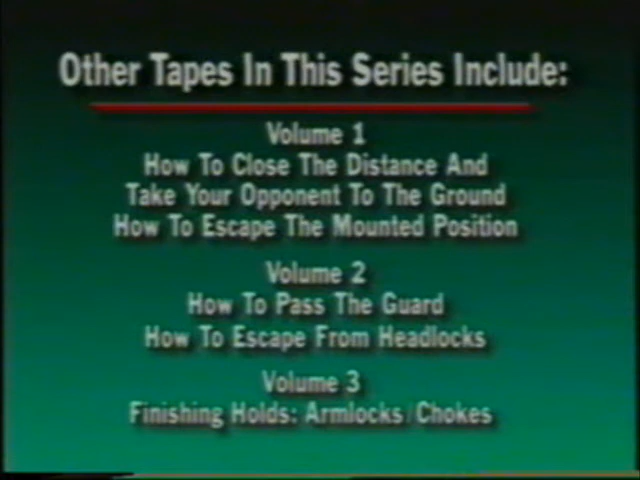 Other Tapes In This Series Include:
Volume 1
How To Close The Distance And
Take Your Opponent To The Ground
How To Escape The Mounted Position
Volume 2
How To Pass The Guard
How To Escape From Headlocks
Volume 3
Finishing Holds: Armlocks/Chokes